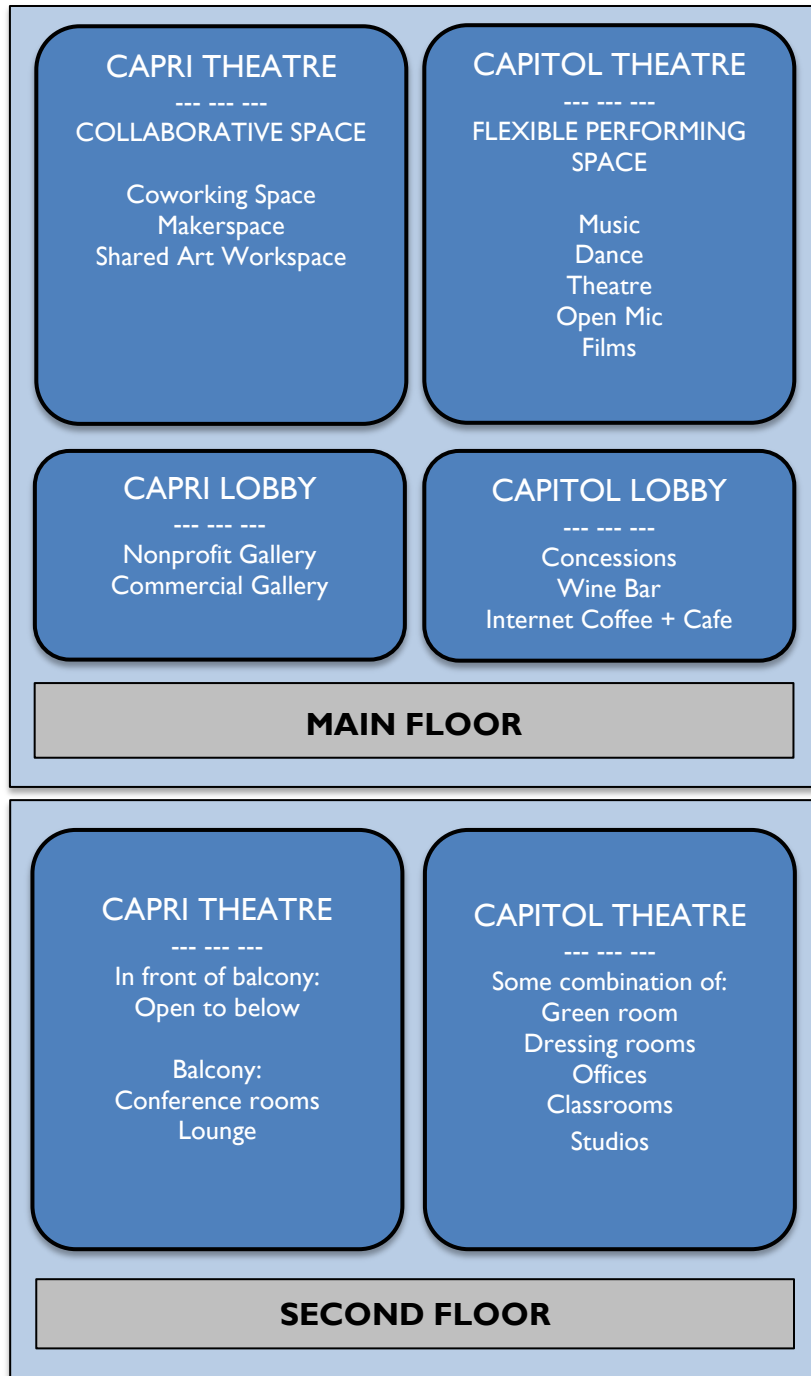 CAPRI THEATRE
--- --- ---
COLLABORATIVE SPACE
Coworking Space
Makerspace
Shared Art Workspace
CAPITOL THEATRE
--- --- ---
FLEXIBLE PERFORMING
SPACE
Music
Dance
Theatre
Open Mic
Films
CAPRI LOBBY
--- --- ---
Nonprofit Gallery
Commercial Gallery
CAPITOL LOBBY
--- --- ---
Concessions
Wine Bar
Internet Coffee + Cafe
MAIN FLOOR
CAPRI THEATRE
--- --- ---
In front of balcony:
Open to below
Balcony:
Conference rooms
Lounge
CAPITOL THEATRE
--- --- ---
Some combination of:
Green room
Dressing rooms
Offices
Classrooms
Studios
SECOND FLOOR